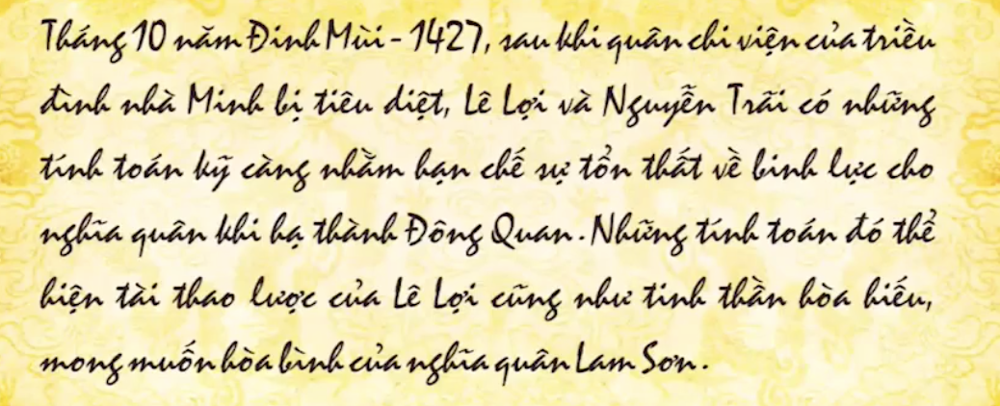 Tháng 10 năm Đinh Mùi - 1427, sau khi quân chi viện của triều
đình nhà Minh bị tiêu diệt, Lê Lợi và Nguyễn Trãi có những
tính toán kỹ càng nhằm hạn chế sự tổn thất về binh lực cho
nghĩa quân khi hạ thành Đông Quan. Những tính toán đó thể
hiện tài thao lược của Lê Lợi cũng như tinh thần hòa hiếu,
mong muốn hòa bình của nghĩa quân Lam Sơn.